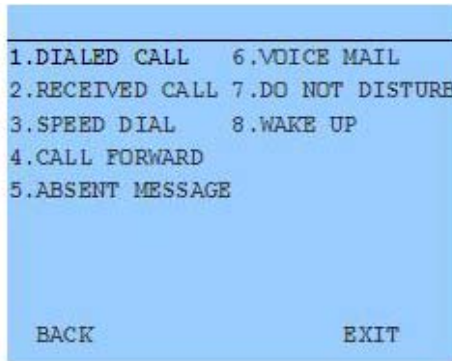 1.DIALED CALL 6.VOICE MAIL
2.RECEIVED CALL 7.DO NOT DISTURB
3.SPEED DIAL 8.WAKE UP
4.CALL FORWARD
5.ABSENT MESSAGE
BACK EXIT